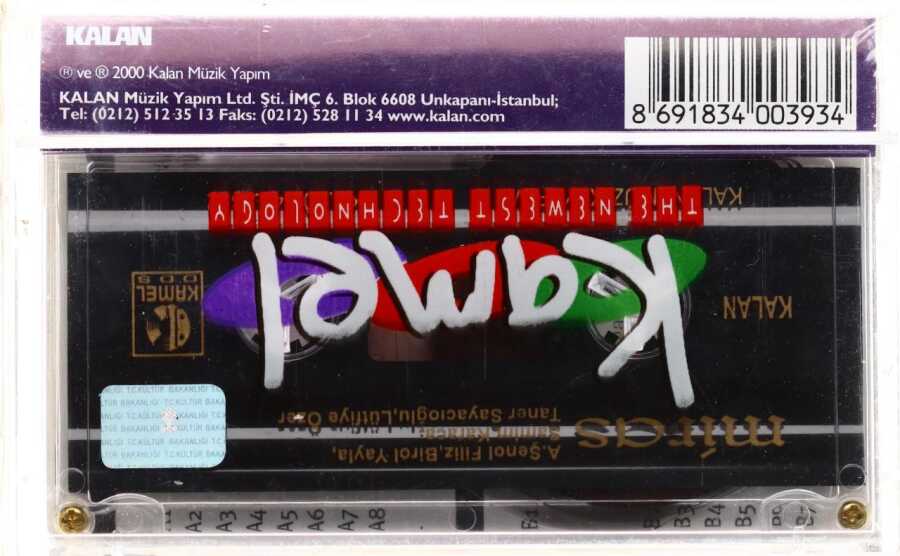 KALAN
℗ ve ® 2000 Kalan Müzik Yapım
KALAN Müzik Yapım Ltd. Şti. İMÇ 6. Blok 6608 Unkapanı-İstanbul;
Tel: (0212) 512 35 13 Faks: (0212) 528 11 34 www.kalan.com
8 691834 003934
THE NEWEST TECHNOLOGY
Kamel
KALAN
KAMEL
DDS
miras
A.Şenol Filiz,Birol Yayla,
Taner Sayacıoğlu,Lütfiye Özer
T.C.KÜLTÜR BAKANLIĞI
A2 A3 A4 A5 A6 A7 A8 B3 B4 B5